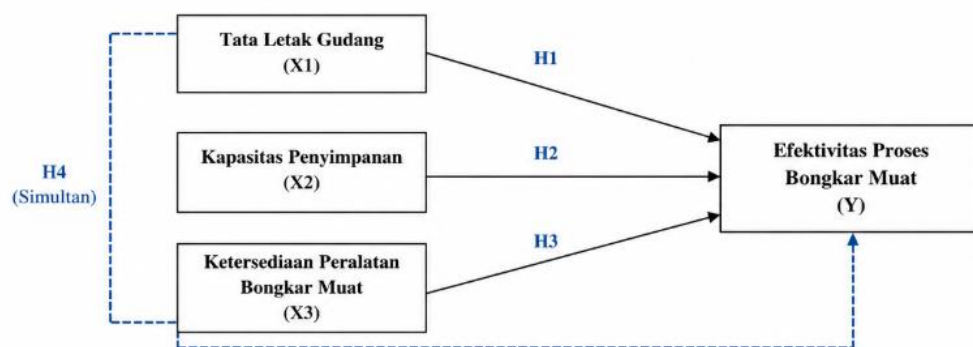 Tata Letak Gudang
(X1)
H1
Kapasitas Penyimpanan
(X2)
H2
H4
(Simultan)
Efektivitas Proses
Bongkar Muat
(Y)
Ketersediaan Peralatan
Bongkar Muat
(X3)
H3